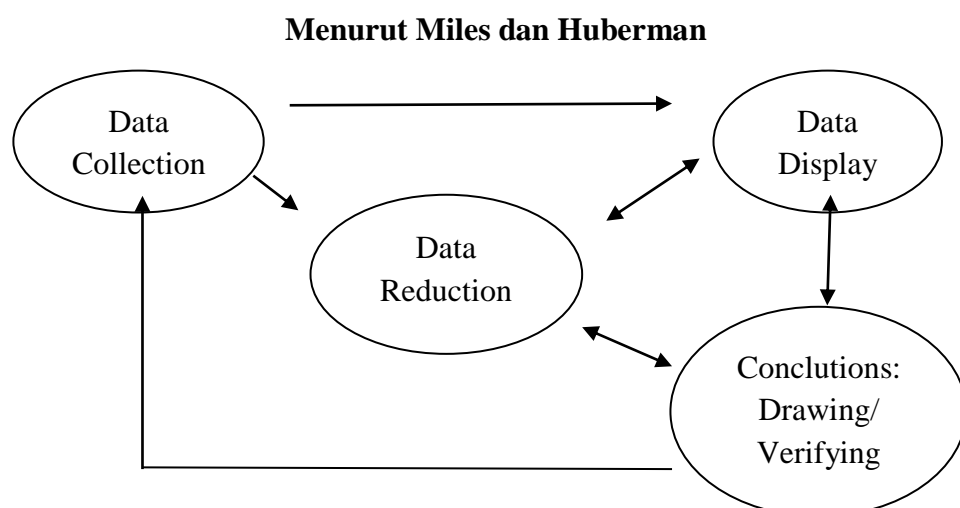 Menurut Miles dan Huberman
Data
Collection
Data
Display
Data
Reduction
Conclutions:
Drawing/
Verifying